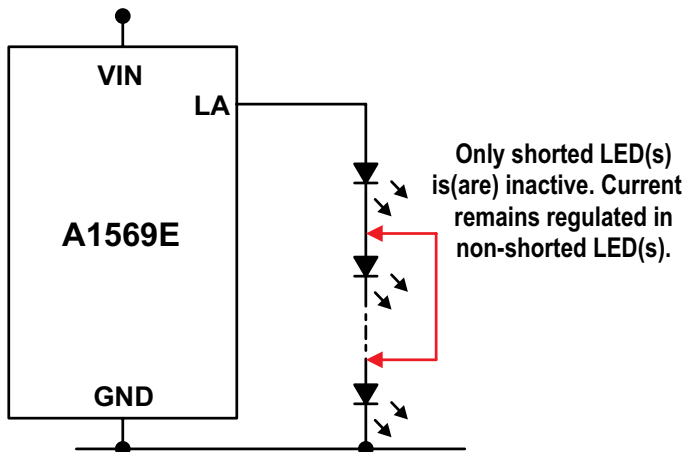 VIN
LA
A1569E
GND
Only shorted LED(s)
is(are) inactive. Current
remains regulated in
non-shorted LED(s).